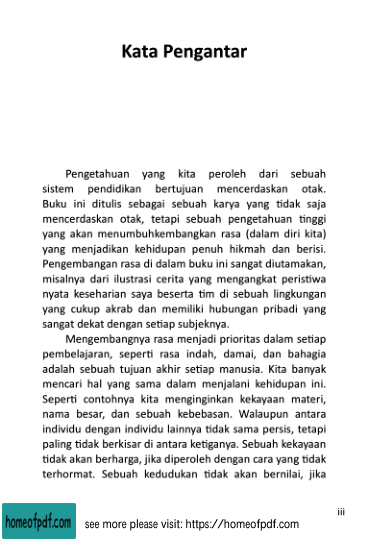 Kata Pengantar
Pengetahuan yang kita peroleh dari sebuah
sistem pendidikan bertujuan mencerdaskan otak.
Buku ini ditulis sebagai sebuah karya yang tidak saja
mencerdaskan otak, tetapi sebuah pengetahuan tinggi
yang akan menumbuhkembangkan rasa (dalam diri kita)
yang menjadikan kehidupan penuh hikmah dan berisi.
Pengembangan rasa di dalam buku ini sangat diutamakan,
misalnya dari ilustrasi cerita yang mengangkat peristiwa
nyata keseharian saya beserta tim di sebuah lingkungan
yang cukup akrab dan memiliki hubungan pribadi yang
sangat dekat dengan setiap subjeknya.
Mengembangnya rasa menjadi prioritas dalam setiap
pembelajaran, seperti rasa indah, damai, dan bahagia
adalah sebuah tujuan akhir setiap manusia. Kita banyak
mencari hal yang sama dalam menjalani kehidupan ini.
Seperti contohnya kita menginginkan kekayaan materi,
nama besar, dan sebuah kebebasan. Walaupun antara
individu dengan individu lainnya tidak sama persis, tetapi
paling tidak berkisar di antara ketiganya. Sebuah kekayaan
tidak akan berharga, jika diperoleh dengan cara yang tidak
terhormat. Sebuah kedudukan tidak akan bernilai, jika
iii
homeofpdf.com
see more please visit: https://homeofpdf.com